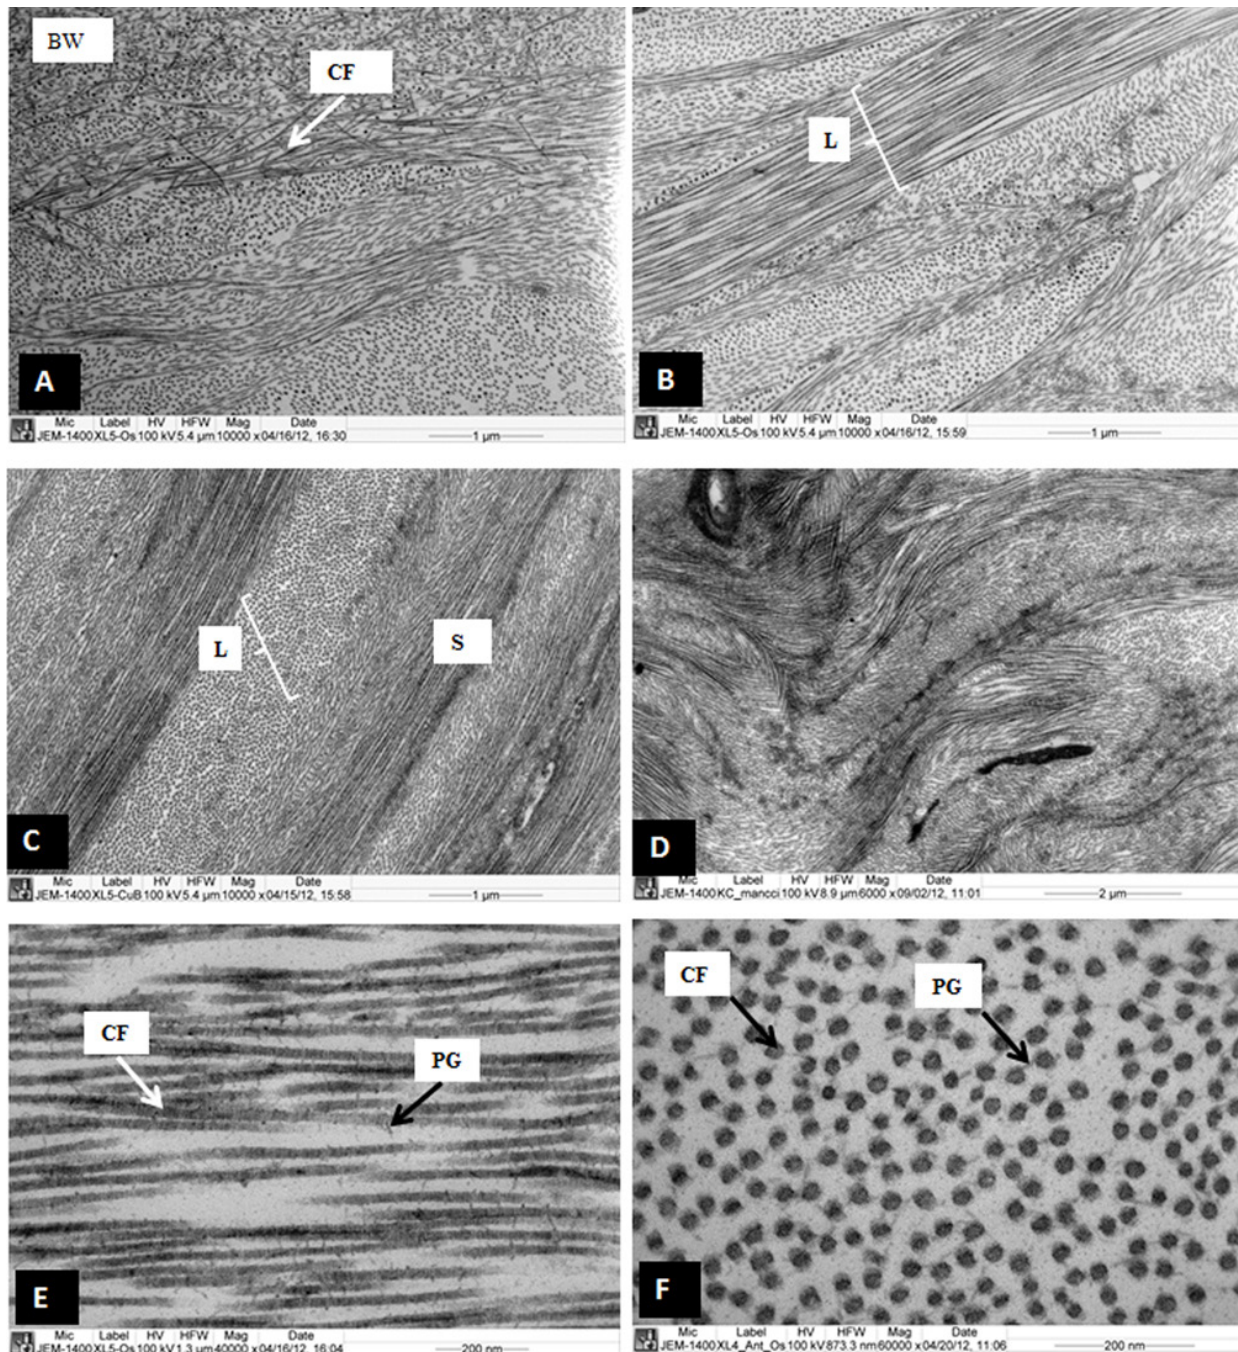 BW
CF
L
A
B
Mic Label HV HFW Mag Date
JEM-1400 XL5-Os 100 kV 5.4 µm 10000 x 04/16/12, 16:30 1 µm
Mic Label HV HFW Mag Date
JEM-1400 XL5-Os 100 kV 5.4 µm 10000 x 04/16/12, 15:59 1 µm
L
S
C
D
Mic Label HV HFW Mag Date
JEM-1400 XL5-CuB 100 kV 5.4 µm 10000 x 04/15/12, 15:58 1 µm
Mic Label HV HFW Mag Date
JEM-1400 KC_mancci 100 kV 8.9 µm 6000 x 09/02/12, 11:01 2 µm
CF
PG
CF
PG
E
F
Mic Label HV HFW Mag Date
JEM-1400 XL5-Os 100 kV 1.3 µm 40000 x 04/16/12, 16:04 200 nm
Mic Label HV HFW Mag Date
JEM-1400 XL4_Ant_Os 100 kV 873.3 nm 60000 x 04/20/12, 11:06 200 nm